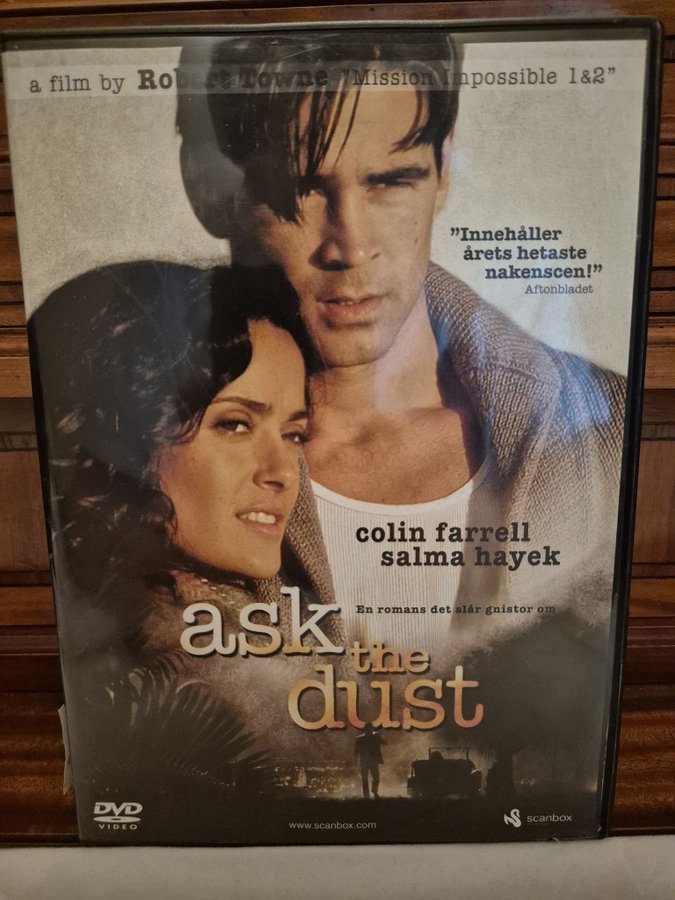 a film by Robert Towne "Mission Impossible 1&2"
"Innehåller
årets hetaste
nakenscen!"
Aftonbladet
colin farrell
salma hayek
En romans det slår gnistor om
ask
the
dust
DVD
VIDEO
www.scanbox.com
scanbox